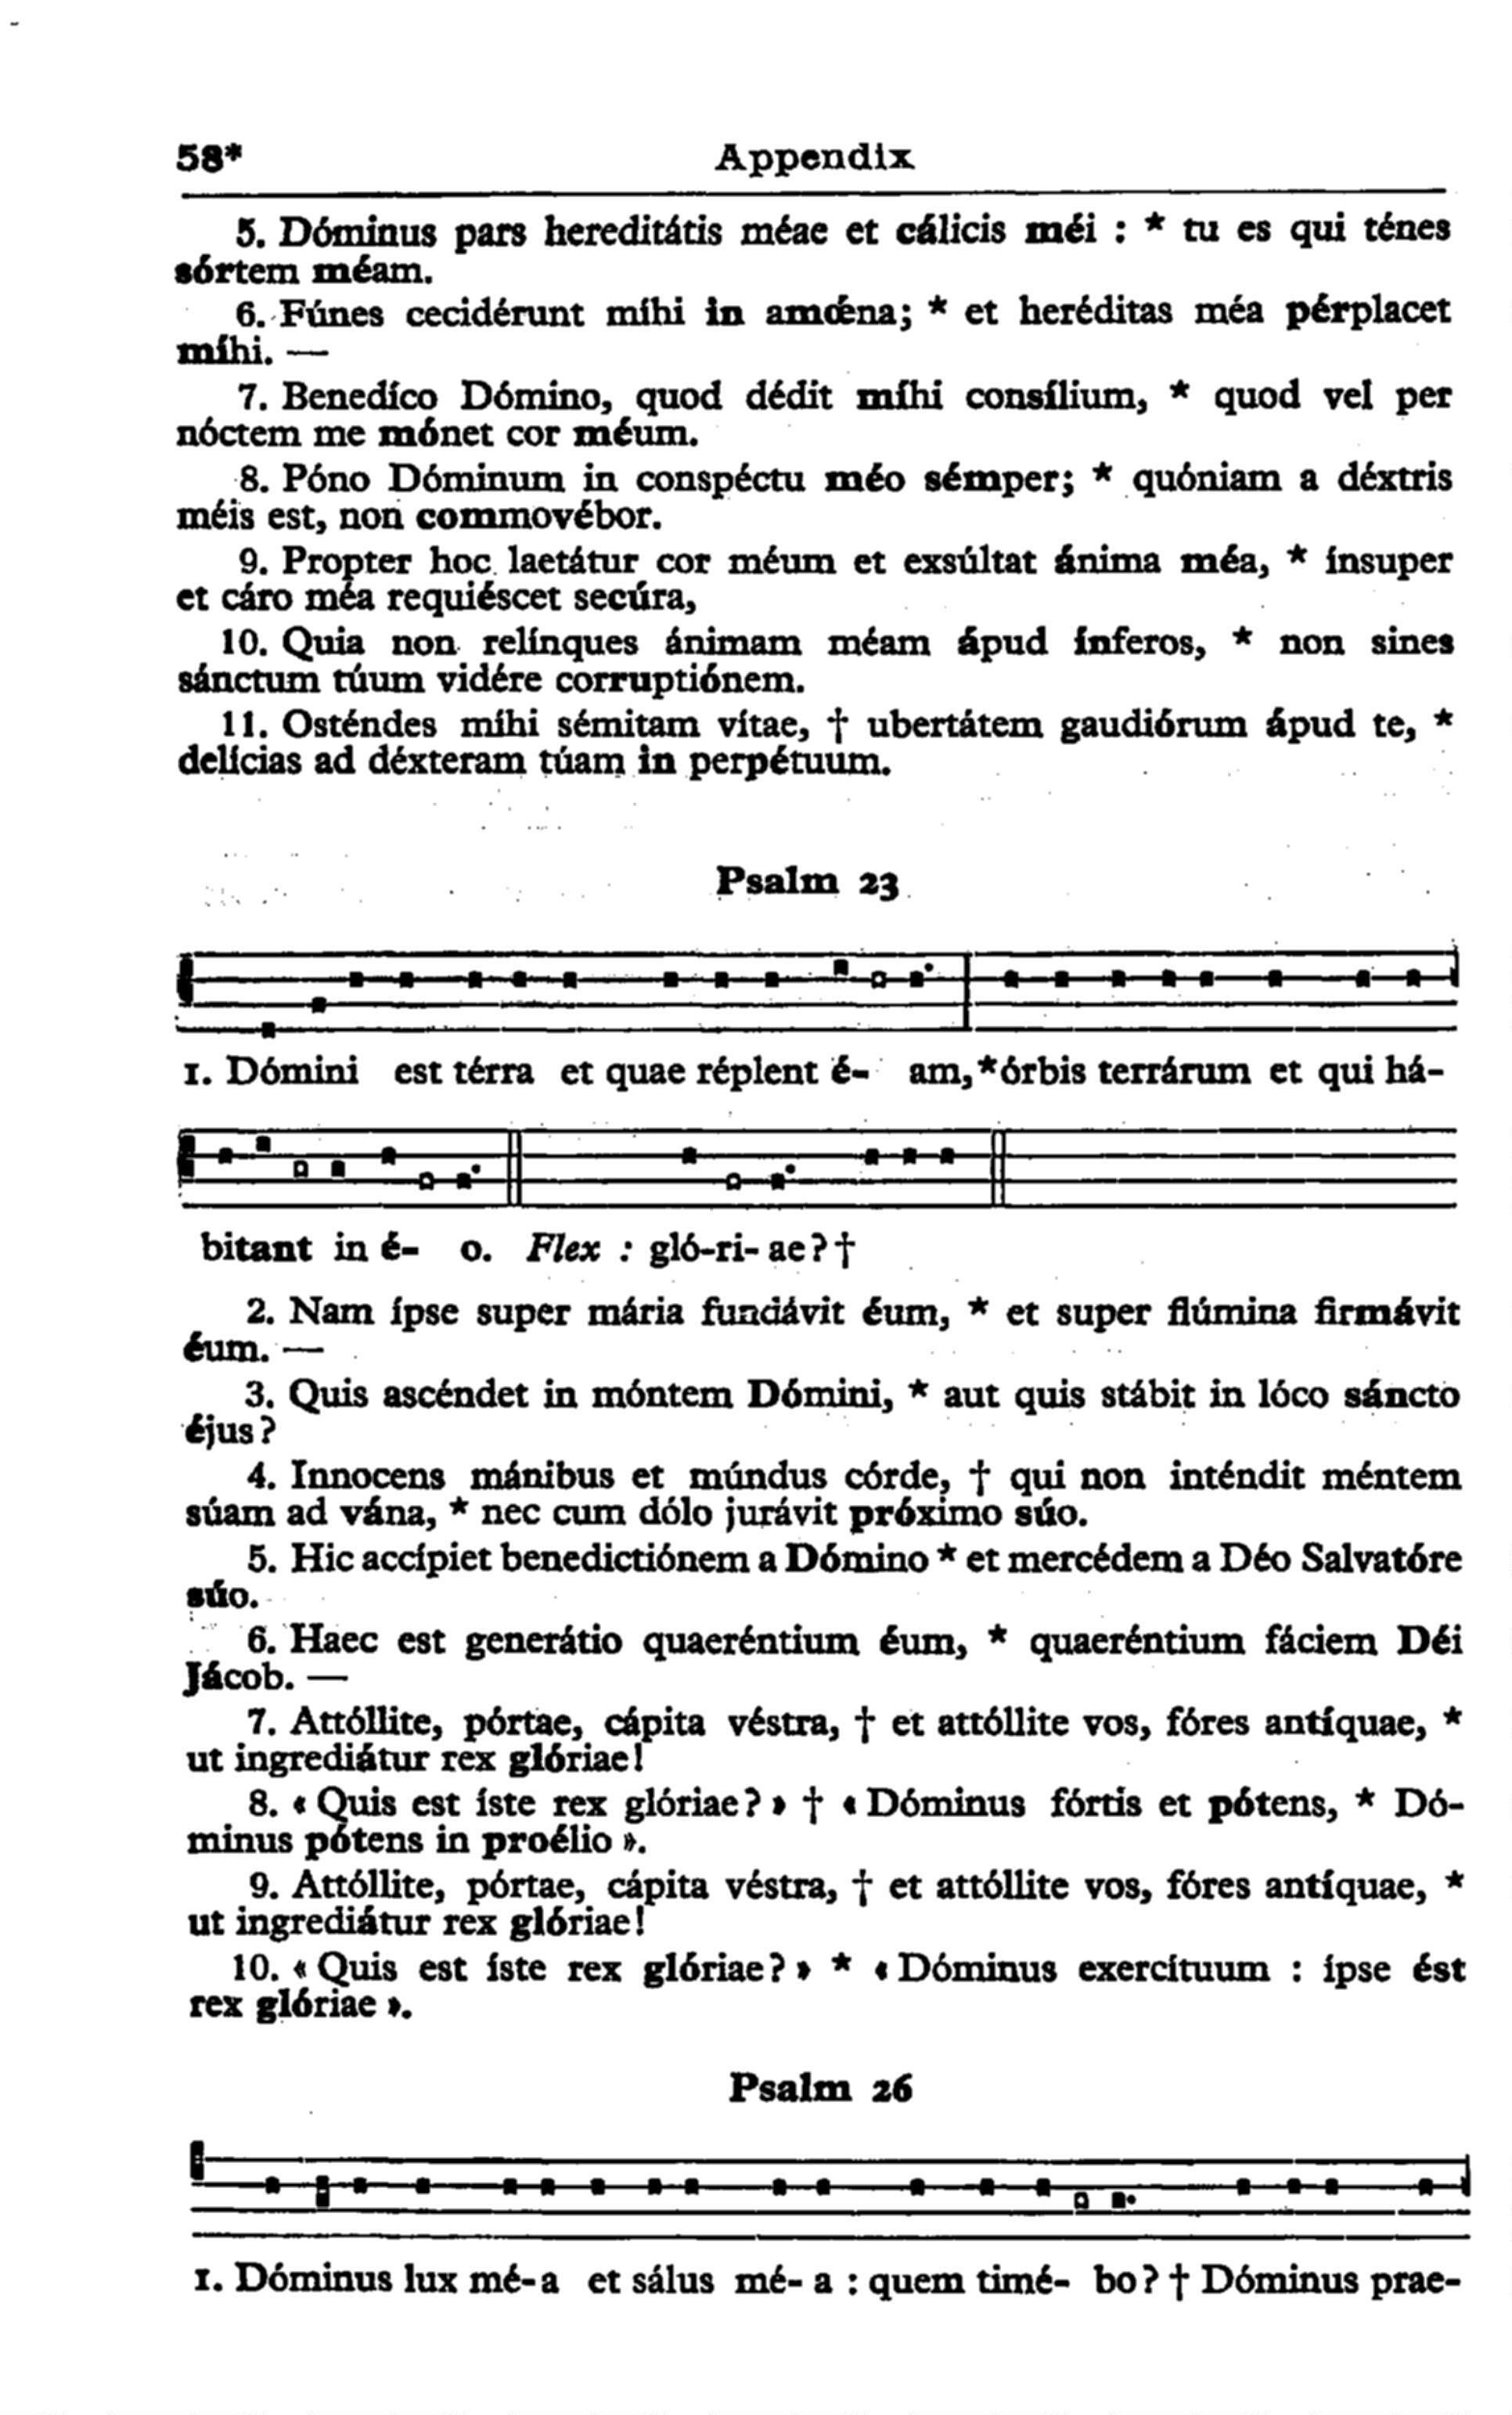 58*
Appendix
5. Dóminus pars hereditátis méae et cálicis méi : * tu es qui ténes
sórtem méam.
6. Fúnes cecidérunt míhi in amœ́na; * et heréditas méa pérplacet
míhi. —
7. Benedíco Dómino, quod dédit míhi consílium, * quod vel per
nóctem me mónet cor méum.
8. Póno Dóminum in conspéctu méo sémper; * quóniam a déxtris
méis est, non commovébor.
9. Propter hoc laetátur cor méum et exsúltat ánima méa, * ínsuper
et cáro méa requiéscet secúra,
10. Quia non relínques ánimam méam ápud ínferos, * non sines
sánctum túum vidére corruptiónem.
11. Osténdes míhi sémitam vítae, † ubertátem gaudiórum ápud te, *
delícias ad déxteram túam in perpétuum.
Psalm 23
1. Dómini est térra et quae réplent é- am,*órbis terrárum et qui há-
bitant in é- o. Flex : gló-ri- ae?†
2. Nam ípse super mária fundávit éum, * et super flúmina firmávit
éum. —
3. Quis ascéndet in móntem Dómini, * aut quis stábit in lóco sáncto
éjus?
4. Innocens mánibus et múndus córde, † qui non inténdit méntem
súam ad vána, * nec cum dólo jurávit próximo súo.
5. Hic accípiet benedictiónem a Dómino * et mercédem a Déo Salvatóre
súo.
6. Haec est generátio quaeréntium éum, * quaeréntium fáciem Déi
Jácob. —
7. Attóllite, pórtae, cápita véstra, † et attóllite vos, fóres antíquae, *
ut ingrediátur rex glóriae!
8. « Quis est íste rex glóriae? » † « Dóminus fórtis et pótens, * Dó-
minus pótens in proélio ».
9. Attóllite, pórtae, cápita véstra, † et attóllite vos, fóres antíquae, *
ut ingrediátur rex glóriae!
10. « Quis est íste rex glóriae? » * « Dóminus exercítuum : ípse ést
rex glóriae ».
Psalm 26
1. Dóminus lux mé-a et sálus mé- a : quem timé- bo? † Dóminus prae-